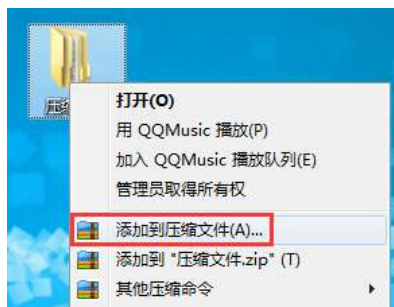 压缩
打开(O)
用 QQMusic 播放(P)
加入 QQMusic 播放队列(E)
管理员取得所有权
添加到压缩文件(A)...
添加到 "压缩文件.zip" (T)
其他压缩命令